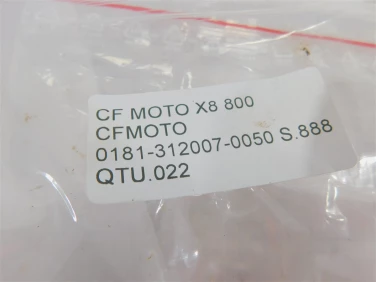 CF MOTO X8 800
CFMOTO
0181-312007-0050 S.888
QTU.022